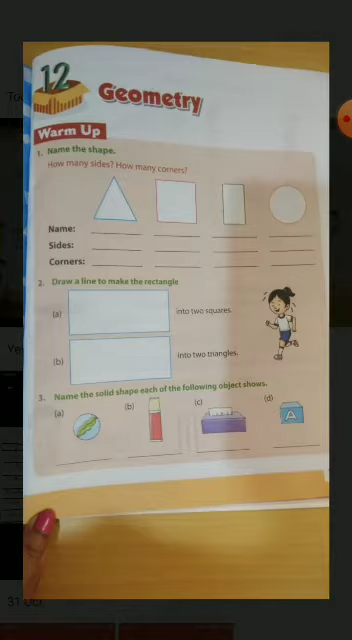 12
Geometry
Warm Up
1. Name the shape.
How many sides? How many corners?
Name:
Sides:
Corners:
2. Draw a line to make the rectangle
(a) into two squares.
(b) into two triangles.
3. Name the solid shape each of the following object shows.
(a) (b) (c) (d)
A
31 Oct